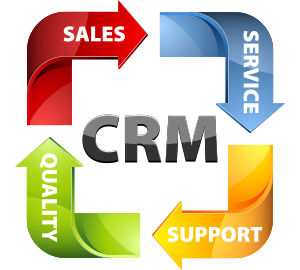 SALES
SERVICE
CRM
QUALITY
SUPPORT